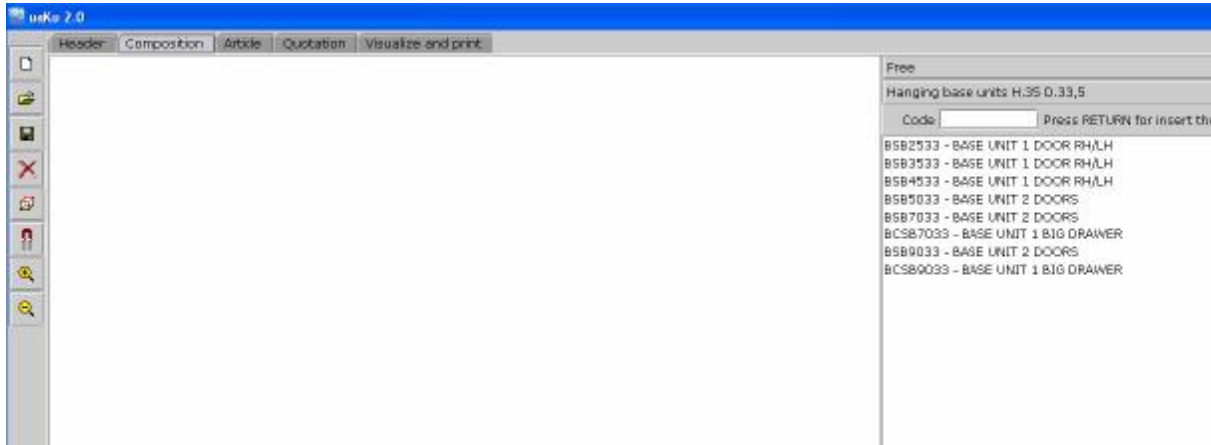 usKu 2.0
Header Composition Article Quotation Visualize and print
Free
Hanging base units H.35 D.33,5
Code Press RETURN for insert the
BSB2533 - BASE UNIT 1 DOOR RH/LH
BSB3533 - BASE UNIT 1 DOOR RH/LH
BSB4533 - BASE UNIT 1 DOOR RH/LH
BSB5033 - BASE UNIT 2 DOORS
BSB7033 - BASE UNIT 2 DOORS
BCSB7033 - BASE UNIT 1 BIG DRAWER
BSB9033 - BASE UNIT 2 DOORS
BCSB9033 - BASE UNIT 1 BIG DRAWER